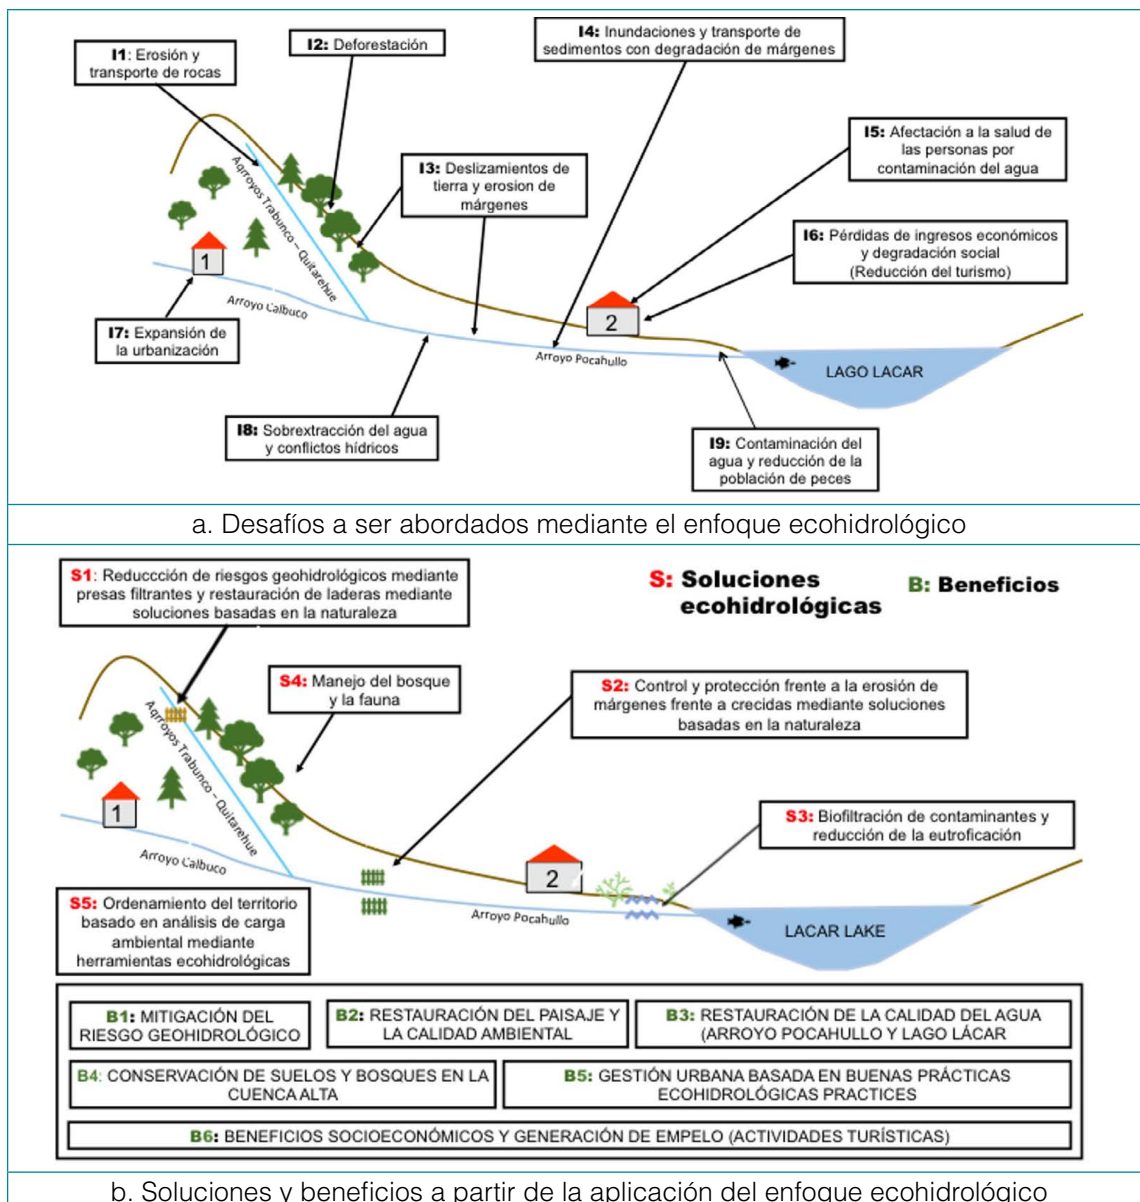 I1: Erosión y
transporte de rocas
I2: Deforestación
I4: Inundaciones y transporte de
sedimentos con degradación de márgenes
I3: Deslizamientos de
tierra y erosion de
márgenes
I5: Afectación a la salud de
las personas por
contaminación del agua
I6: Pérdidas de ingresos económicos
y degradación social
(Reducción del turismo)
Aqrroyos Trabunco – Quitarehue
1
Arroyo Calbuco
2
Arroyo Pocahullo
LAGO LACAR
I7: Expansión de
la urbanización
I8: Sobrextracción del agua
y conflictos hídricos
I9: Contaminación del
agua y reducción de la
población de peces
a. Desafíos a ser abordados mediante el enfoque ecohidrológico
S1: Reduccción de riesgos geohidrológicos mediante
presas filtrantes y restauración de laderas mediante
soluciones basadas en la naturaleza
S: Soluciones
ecohidrológicas
B: Beneficios
S4: Manejo del bosque
y la fauna
S2: Control y protección frente a la erosión de
márgenes frente a crecidas mediante soluciones
basadas en la naturaleza
S3: Biofiltración de contaminantes y
reducción de la eutroficación
Aqrroyos Trabunco – Quitarehue
1
Arroyo Calbuco
2
Arroyo Pocahullo
LACAR LAKE
S5: Ordenamiento del territorio
basado en análisis de carga
ambiental mediante
herramientas ecohidrológicas
B1: MITIGACIÓN DEL
RIESGO GEOHIDROLÓGICO
B2: RESTAURACIÓN DEL PAISAJE Y
LA CALIDAD AMBIENTAL
B3: RESTAURACIÓN DE LA CALIDAD DEL AGUA
(ARROYO POCAHULLO Y LAGO LÁCAR
B4: CONSERVACIÓN DE SUELOS Y BOSQUES EN LA
CUENCA ALTA
B5: GESTIÓN URBANA BASADA EN BUENAS PRÁCTICAS
ECOHIDROLÓGICAS PRACTICES
B6: BENEFICIOS SOCIOECONÓMICOS Y GENERACIÓN DE EMPELO (ACTIVIDADES TURÍSTICAS)
b. Soluciones y beneficios a partir de la aplicación del enfoque ecohidrológico